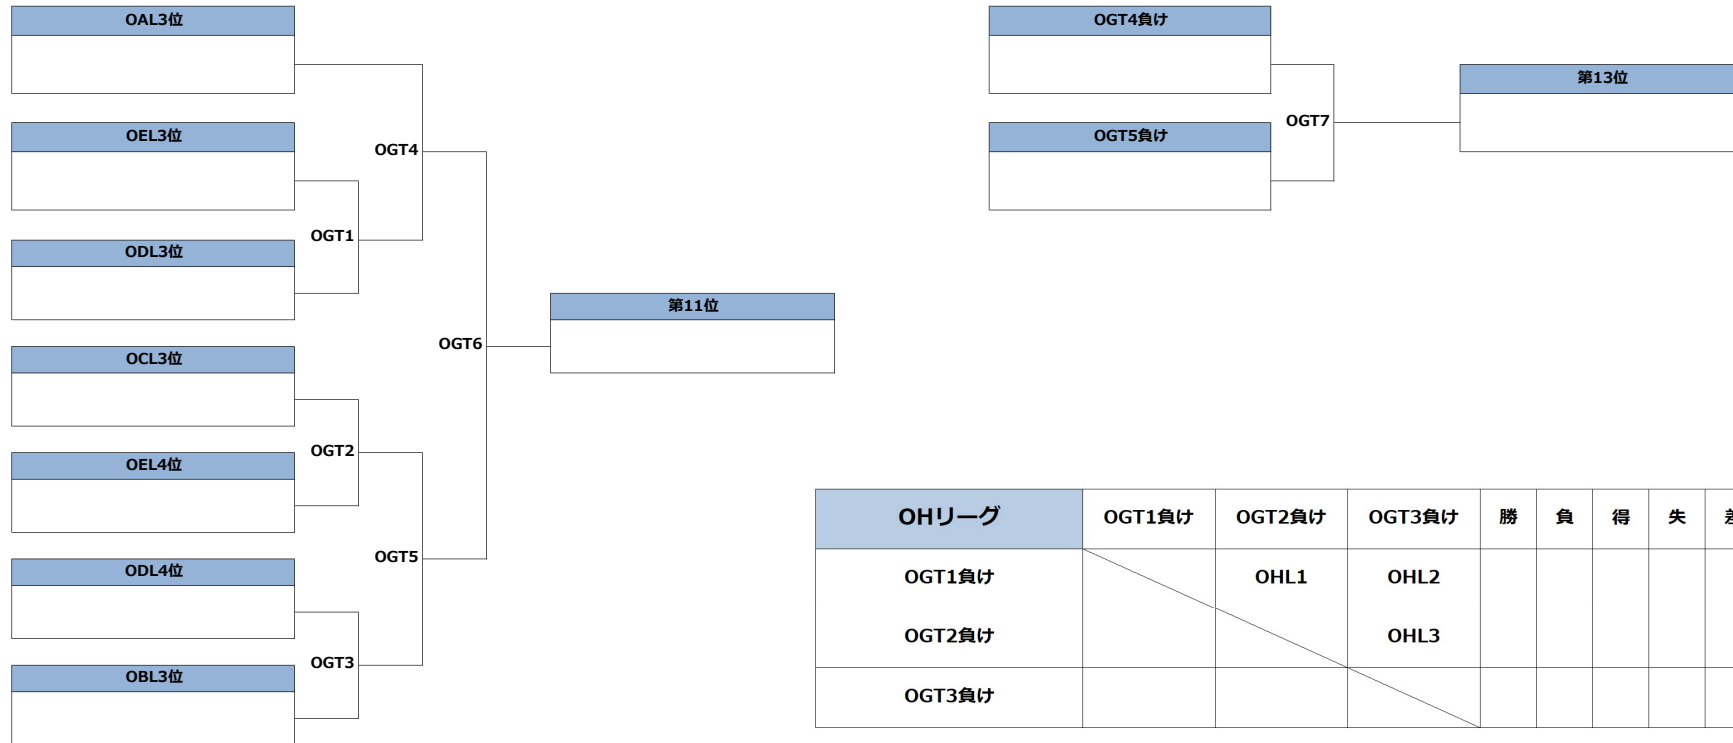 OAL3位
OEL3位
OGT4
OGT1
ODL3位
第11位
OGT6
OCL3位
OGT2
OEL4位
OGT5
ODL4位
OGT3
OBL3位
OGT4負け
第13位
OGT7
OGT5負け
OHリーグ OGT1負け OGT2負け OGT3負け 勝 負 得 失
OGT1負け OHL1 OHL2
OGT2負け OHL3
OGT3負け